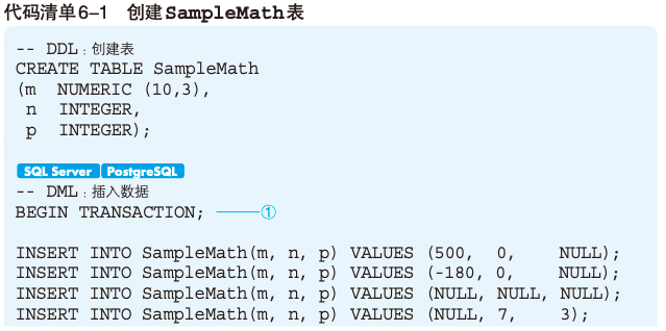 代码清单6-1 创建SampleMath表
-- DDL：创建表
CREATE TABLE SampleMath
(m  NUMERIC (10,3),
 n  INTEGER,
 p  INTEGER);
SQL Server PostgreSQL
-- DML：插入数据
BEGIN TRANSACTION; ①
INSERT INTO SampleMath(m, n, p) VALUES (500,  0,    NULL);
INSERT INTO SampleMath(m, n, p) VALUES (-180, 0,    NULL);
INSERT INTO SampleMath(m, n, p) VALUES (NULL, NULL, NULL);
INSERT INTO SampleMath(m, n, p) VALUES (NULL, 7,    3);